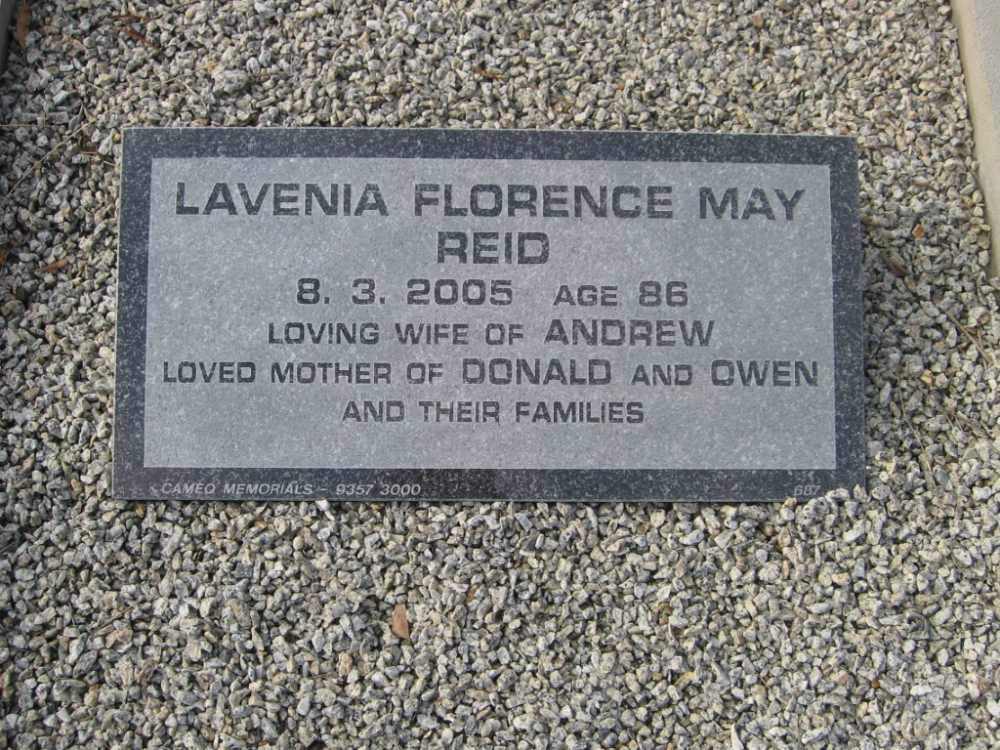 LAVENIA FLORENCE MAY
REID
8. 3. 2005 AGE 86
LOVING WIFE OF ANDREW
LOVED MOTHER OF DONALD AND OWEN
AND THEIR FAMILIES
CAMEO MEMORIALS - 9357 3000
687